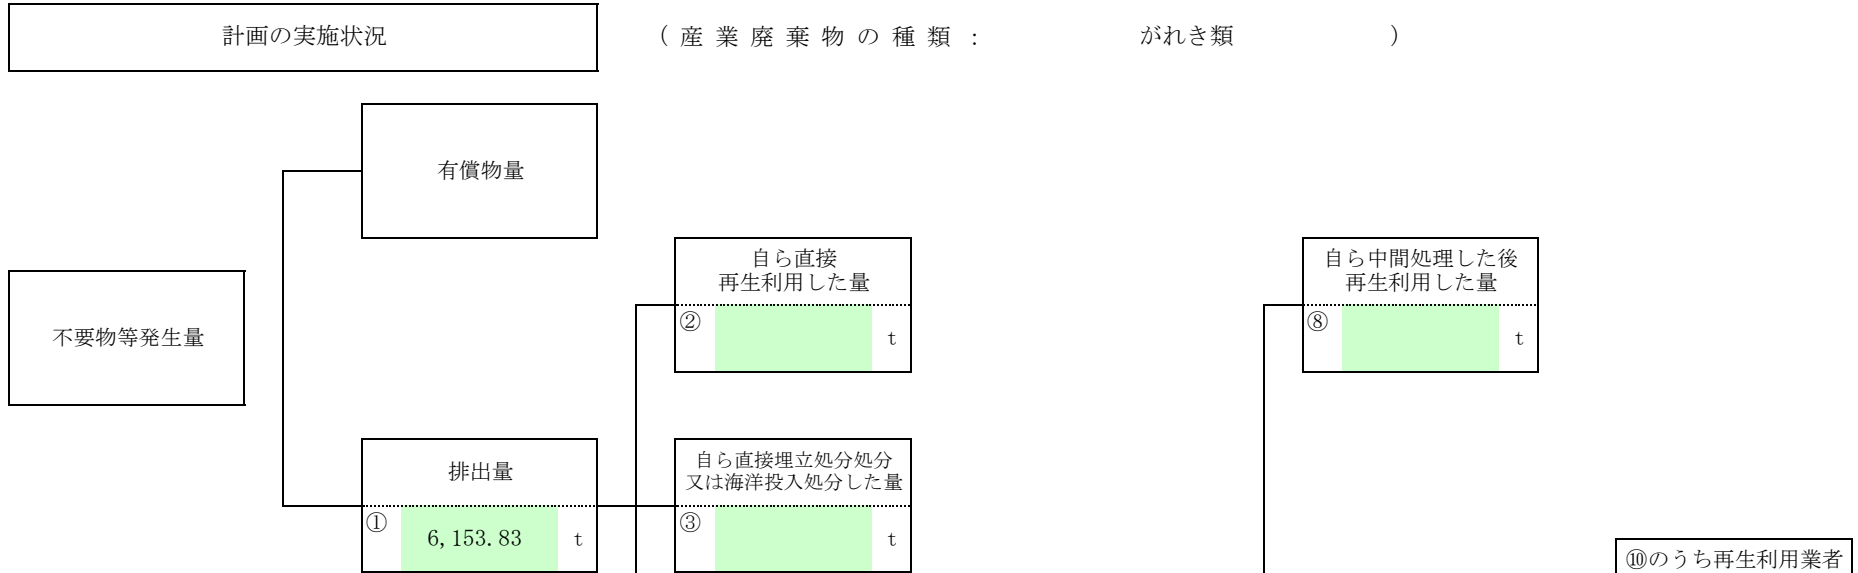 計画の実施状況 （産業廃棄物の種類： がれき類 ）
有償物量
自ら直接
再生利用した量
② t
自ら中間処理した後
再生利用した量
⑧ t
不要物等発生量
排出量
① 6,153.83 t
自ら直接埋立処分処分
又は海洋投入処分した量
③ t
⑩のうち再生利用業者